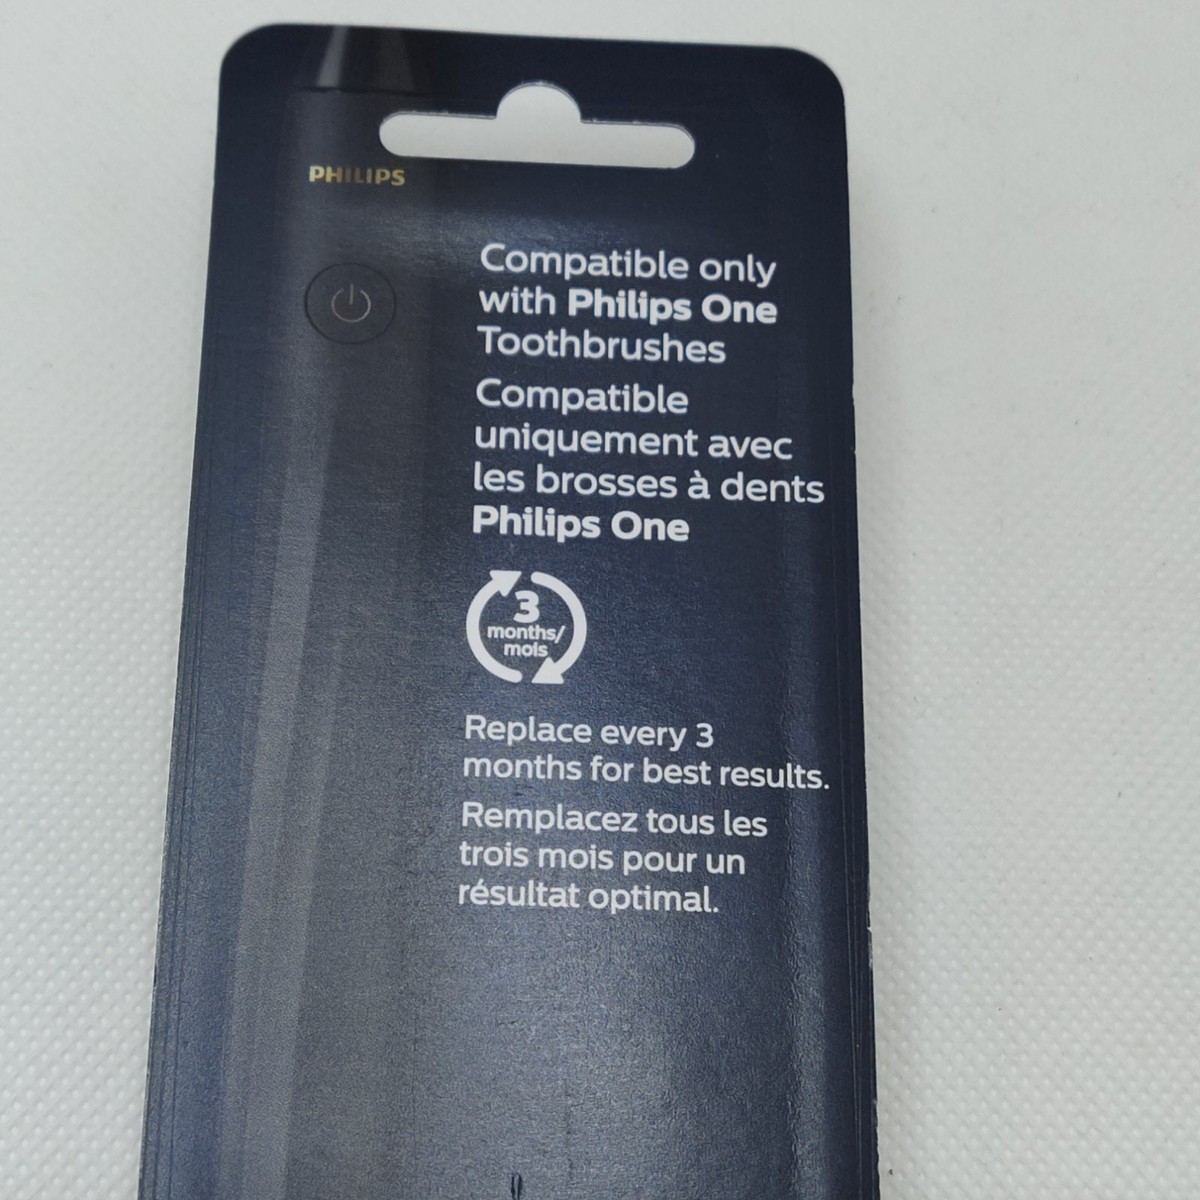 PHILIPS
Compatible only
with Philips One
Toothbrushes
Compatible
uniquement avec
les brosses à dents
Philips One
3
months/
mois
Replace every 3
months for best results.
Remplacez tous les
trois mois pour un
résultat optimal.